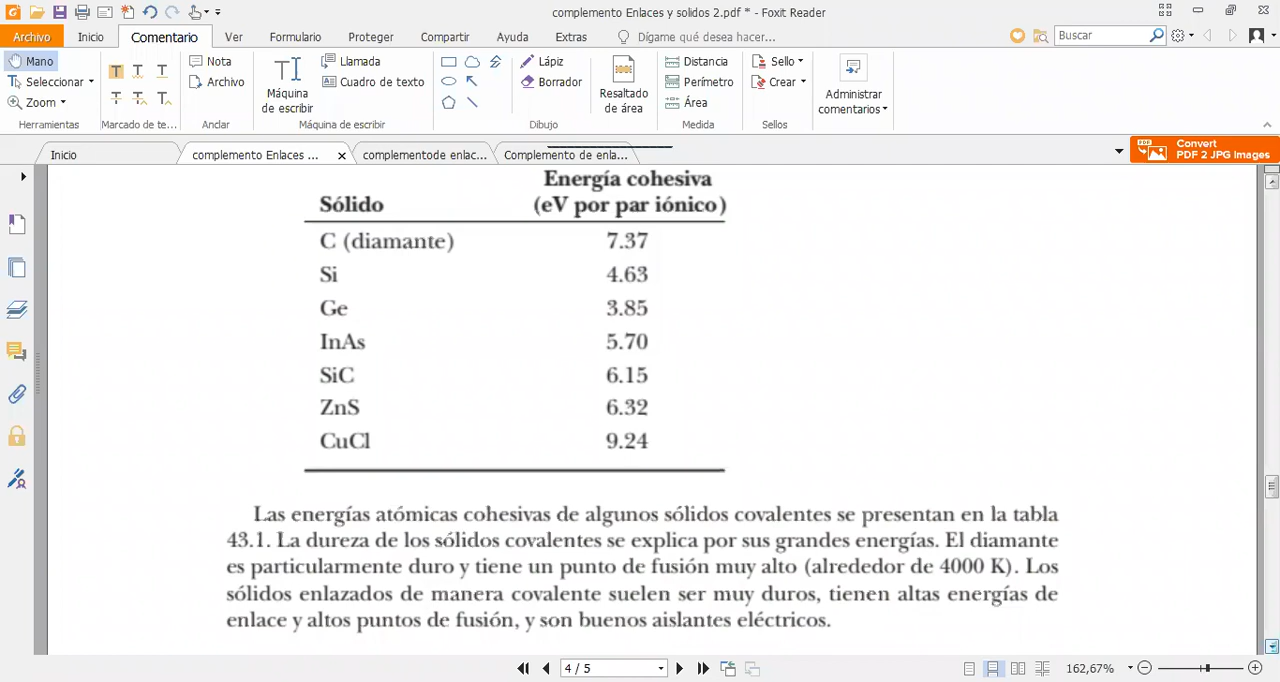 complemento Enlaces y solidos 2.pdf * - Foxit Reader
Archivo Inicio Comentario Ver Formulario Proteger Compartir Ayuda Extras Dígame qué desea hacer... Buscar
Mano
Seleccionar
Zoom
Herramientas
Marcado de te...
Nota
Archivo
Andar
Máquina
de escribir
Llamada
Cuadro de texto
Máquina de escribir
Lápiz
Borrador
Dibujo
Resaltado
de área
Distancia
Perímetro
Área
Medida
Sello
Crear
Sellos
Administrar
comentarios
Inicio complemento Enlaces ... complementode enlac... Complemento de enla...
Convert
PDF 2 JPG Images
Energía cohesiva
Sólido (eV por par iónico)
C (diamante) 7.37
Si 4.63
Ge 3.85
InAs 5.70
SiC 6.15
ZnS 6.32
CuCl 9.24
Las energías atómicas cohesivas de algunos sólidos covalentes se presentan en la tabla
43.1. La dureza de los sólidos covalentes se explica por sus grandes energías. El diamante
es particularmente duro y tiene un punto de fusión muy alto (alrededor de 4000 K). Los
sólidos enlazados de manera covalente suelen ser muy duros, tienen altas energías de
enlace y altos puntos de fusión, y son buenos aislantes eléctricos.
4 / 5 162,67%